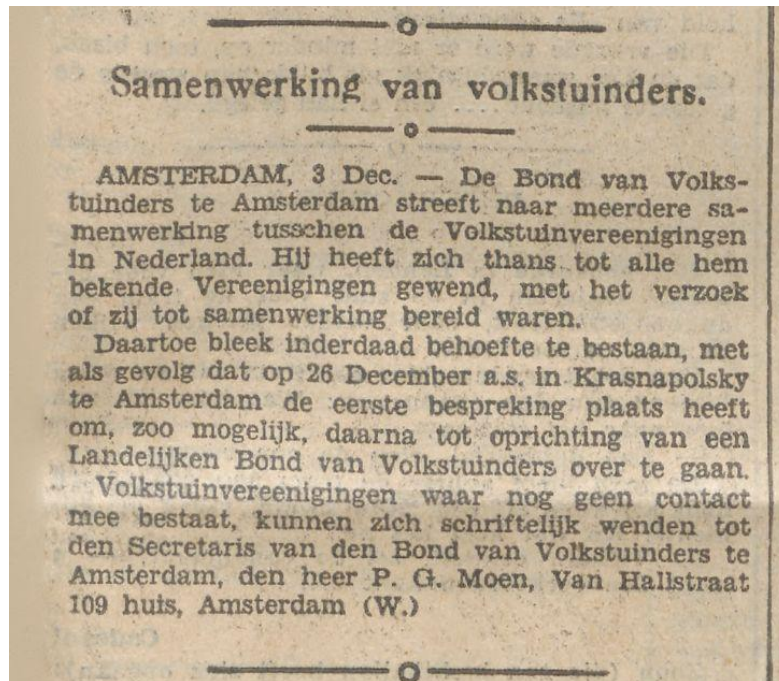 Samenwerking van volkstuinders.
AMSTERDAM, 3 Dec. — De Bond van Volks-
tuinders te Amsterdam streeft naar meerdere sa-
menwerking tusschen de Volkstuinvereenigingen
in Nederland. Hij heeft zich thans tot alle hem
bekende Vereenigingen gewend, met het verzoek
of zij tot samenwerking bereid waren.
Daartoe bleek inderdaad behoefte te bestaan, met
als gevolg dat op 26 December a.s. in Krasnapolsky
te Amsterdam de eerste bespreking plaats heeft
om, zoo mogelijk, daarna tot oprichting van een
Landelijken Bond van Volkstuinders over te gaan.
Volkstuinvereenigingen waar nog geen contact
mee bestaat, kunnen zich schriftelijk wenden tot
den Secretaris van den Bond van Volkstuinders te
Amsterdam, den heer P. G. Moen, Van Hallstraat
109 huis, Amsterdam (W.)